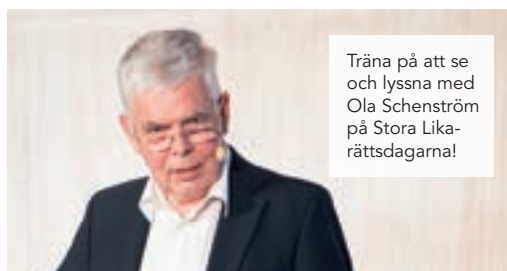 Träna på att se
och lyssna med
Ola Schenström
på Stora Lika-
rättsdagarna!